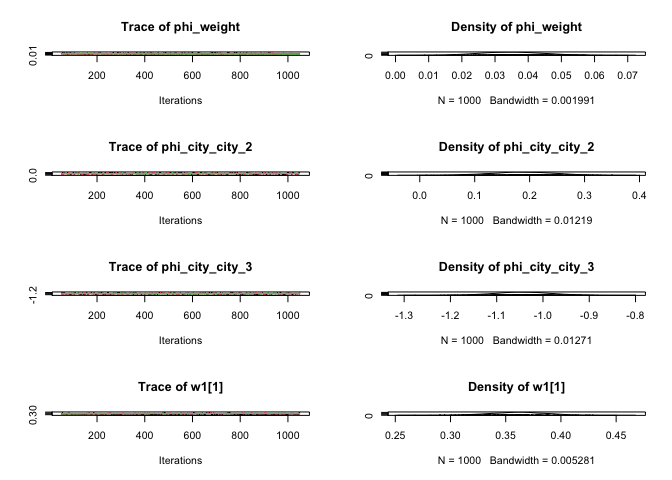 Trace of phi_weight
0.01
200 400 600 800 1000
Iterations
Density of phi_weight
0
0.00 0.01 0.02 0.03 0.04 0.05 0.06 0.07
N = 1000 Bandwidth = 0.001991
Trace of phi_city_city_2
0.0
200 400 600 800 1000
Iterations
Density of phi_city_city_2
0
0.0 0.1 0.2 0.3 0.4
N = 1000 Bandwidth = 0.01219
Trace of phi_city_city_3
-1.2
200 400 600 800 1000
Iterations
Density of phi_city_city_3
0
-1.3 -1.2 -1.1 -1.0 -0.9 -0.8
N = 1000 Bandwidth = 0.01271
Trace of w1[1]
0.30
200 400 600 800 1000
Iterations
Density of w1[1]
0
0.25 0.30 0.35 0.40 0.45
N = 1000 Bandwidth = 0.005281